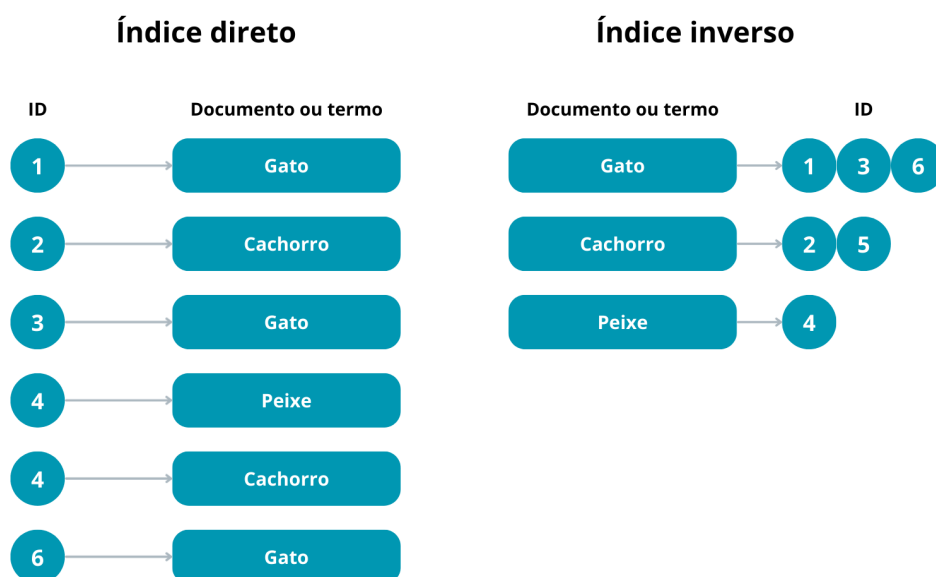 Índice direto
Índice inverso
ID Documento ou termo
Documento ou termo ID
1 Gato
Gato 1 3 6
2 Cachorro
Cachorro 2 5
3 Gato
Peixe 4
4 Peixe
4 Cachorro
6 Gato